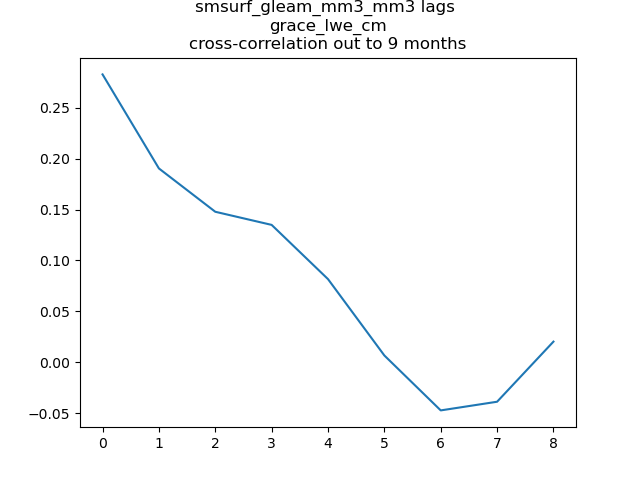 smsurf_gleam_mm3_mm3 lags
grace_lwe_cm
cross-correlation out to 9 months
0.25
0.20
0.15
0.10
0.05
0.00
−0.05
0 1 2 3 4 5 6 7 8